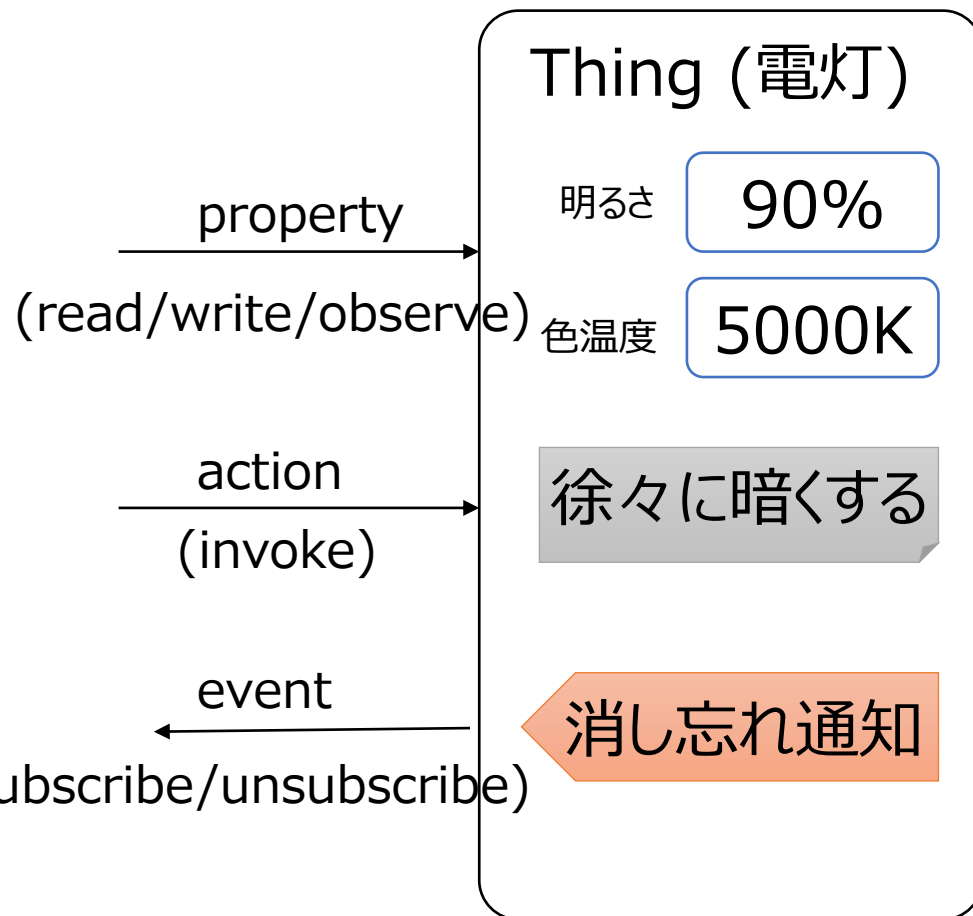 Thing (電灯)
property
明るさ
90%
(read/write/observe)
色温度
5000K
action
徐々に暗くする
(invoke)
event
消し忘れ通知
ubscribe/unsubscribe)